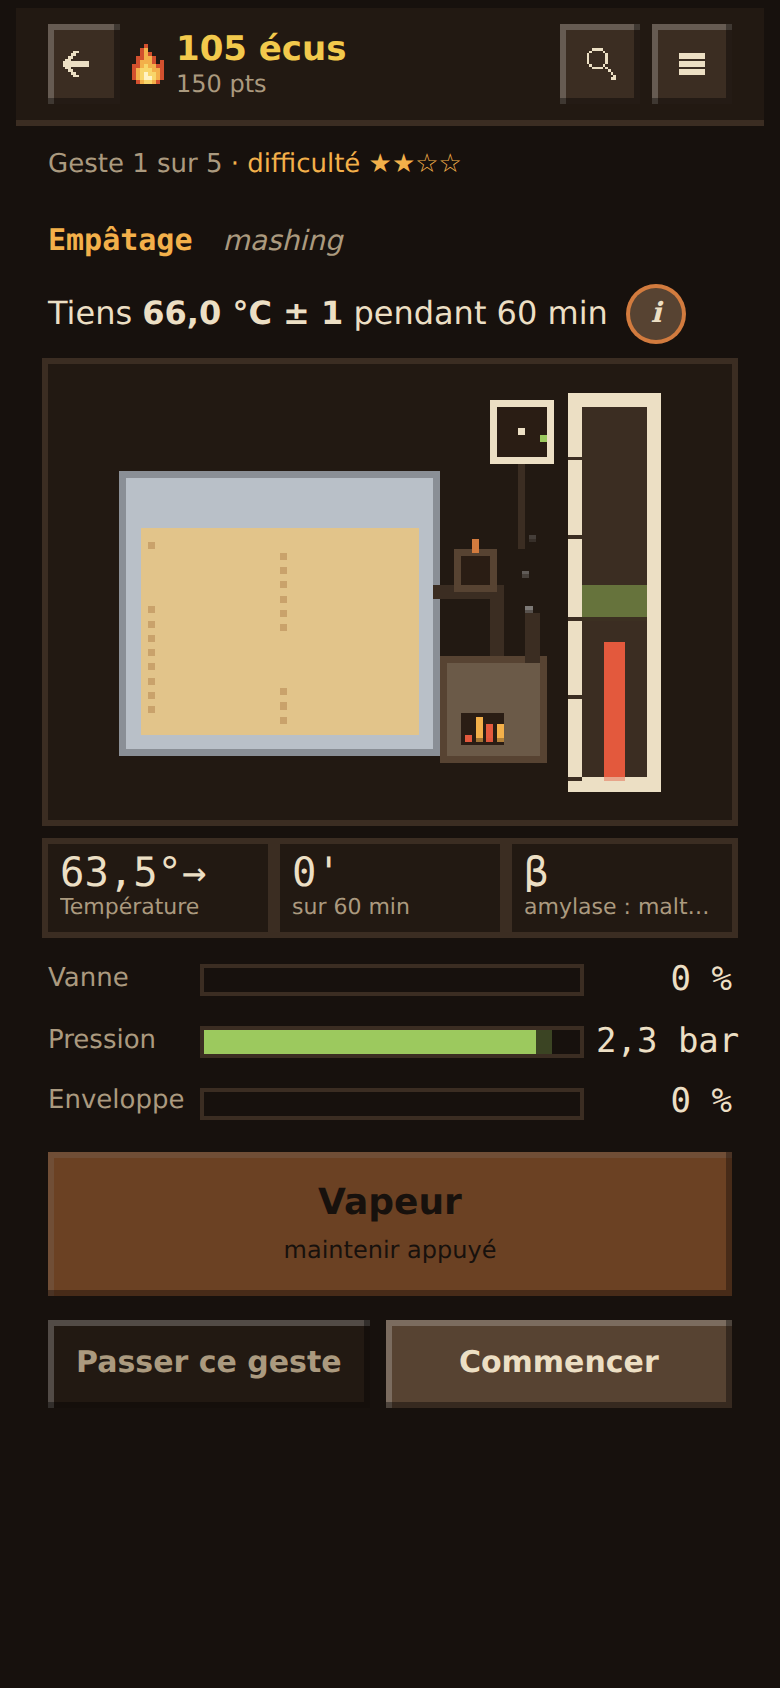 105 écus
150 pts
Geste 1 sur 5 · difficulté ★★☆☆
Empâtage mashing
Tiens 66,0 °C ± 1 pendant 60 min i
63,5°→ 0' β
Température sur 60 min amylase : malt…
Vanne 0 %
Pression 2,3 bar
Enveloppe 0 %
Vapeur
maintenir appuyé
Passer ce geste Commencer